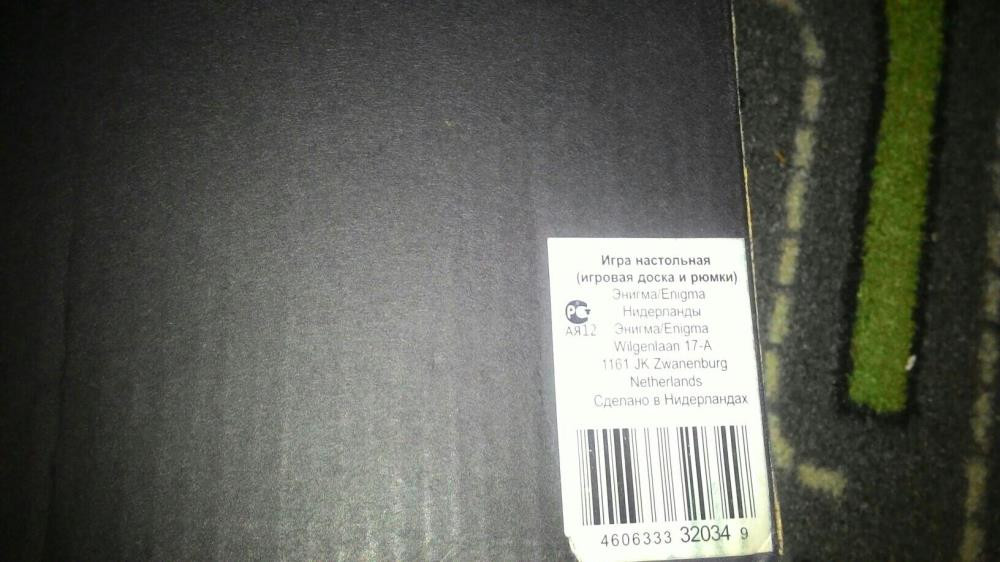 Игра настольная
(игровая доска и рюмки)
Энигма/Enigma
Нидерланды
АЯ12 Энигма/Enigma
Wilgenlaan 17-A
1161 JK Zwanenburg
Netherlands
Сделано в Нидерландах
4606333 32034 9